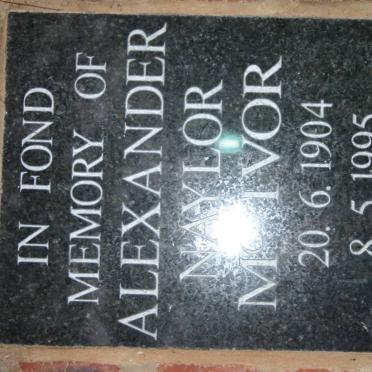 IN FOND
MEMORY OF
ALEXANDER
NAYLOR
MCIVOR
20.6.1904
8.5.1995